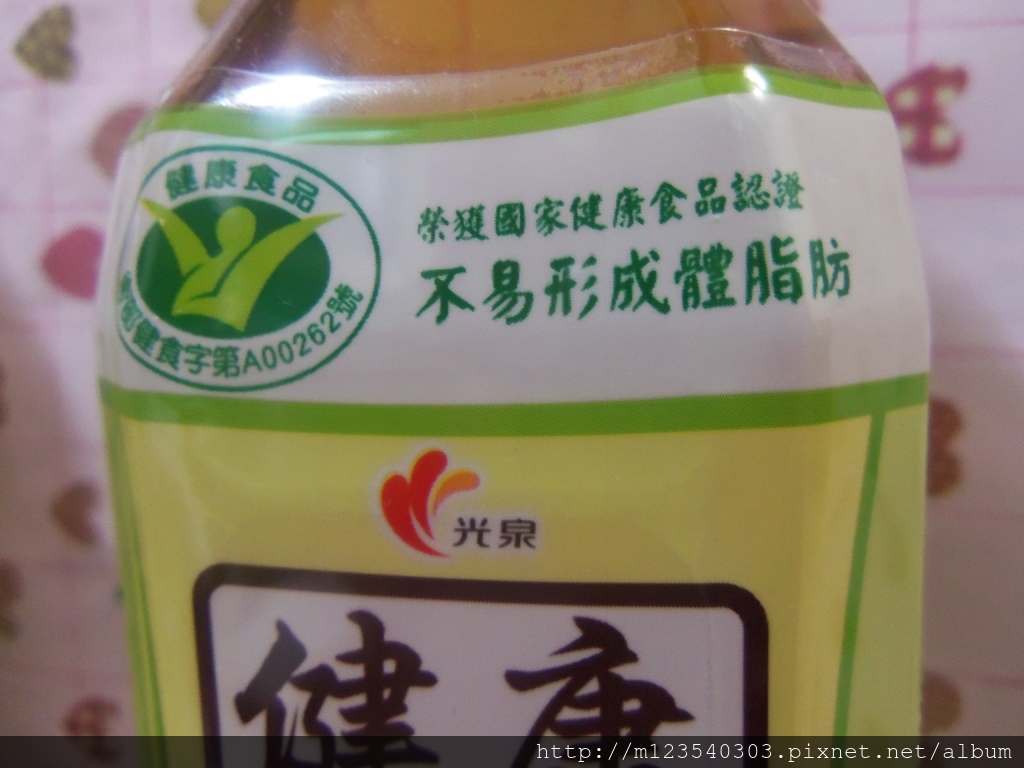 健康食品
衛部健食字第A00262號
榮獲國家健康食品認證
不易形成體脂肪
光泉
健康
http://m123540303.pixnet.net/album